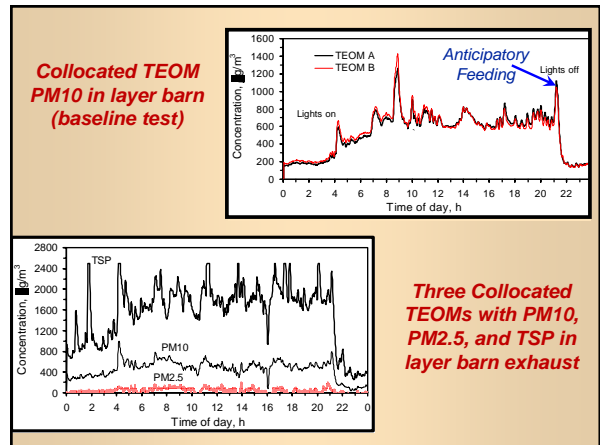 Collocated TEOM
PM10 in layer barn
(baseline test)
1600
1400
1200
1000
800
600
400
200
0
Concentration, g/m3
TEOM A
TEOM B
Anticipatory
Feeding
Lights off
Lights on
0 2 4 6 8 10 12 14 16 18 20 22
Time of day, h
2800
2400
2000
1600
1200
800
400
0
Concentration, g/m3
TSP
PM10
PM2.5
0 2 4 6 8 10 12 14 16 18 20 22 0
Time of day, h
Three Collocated
TEOMs with PM10,
PM2.5, and TSP in
layer barn exhaust